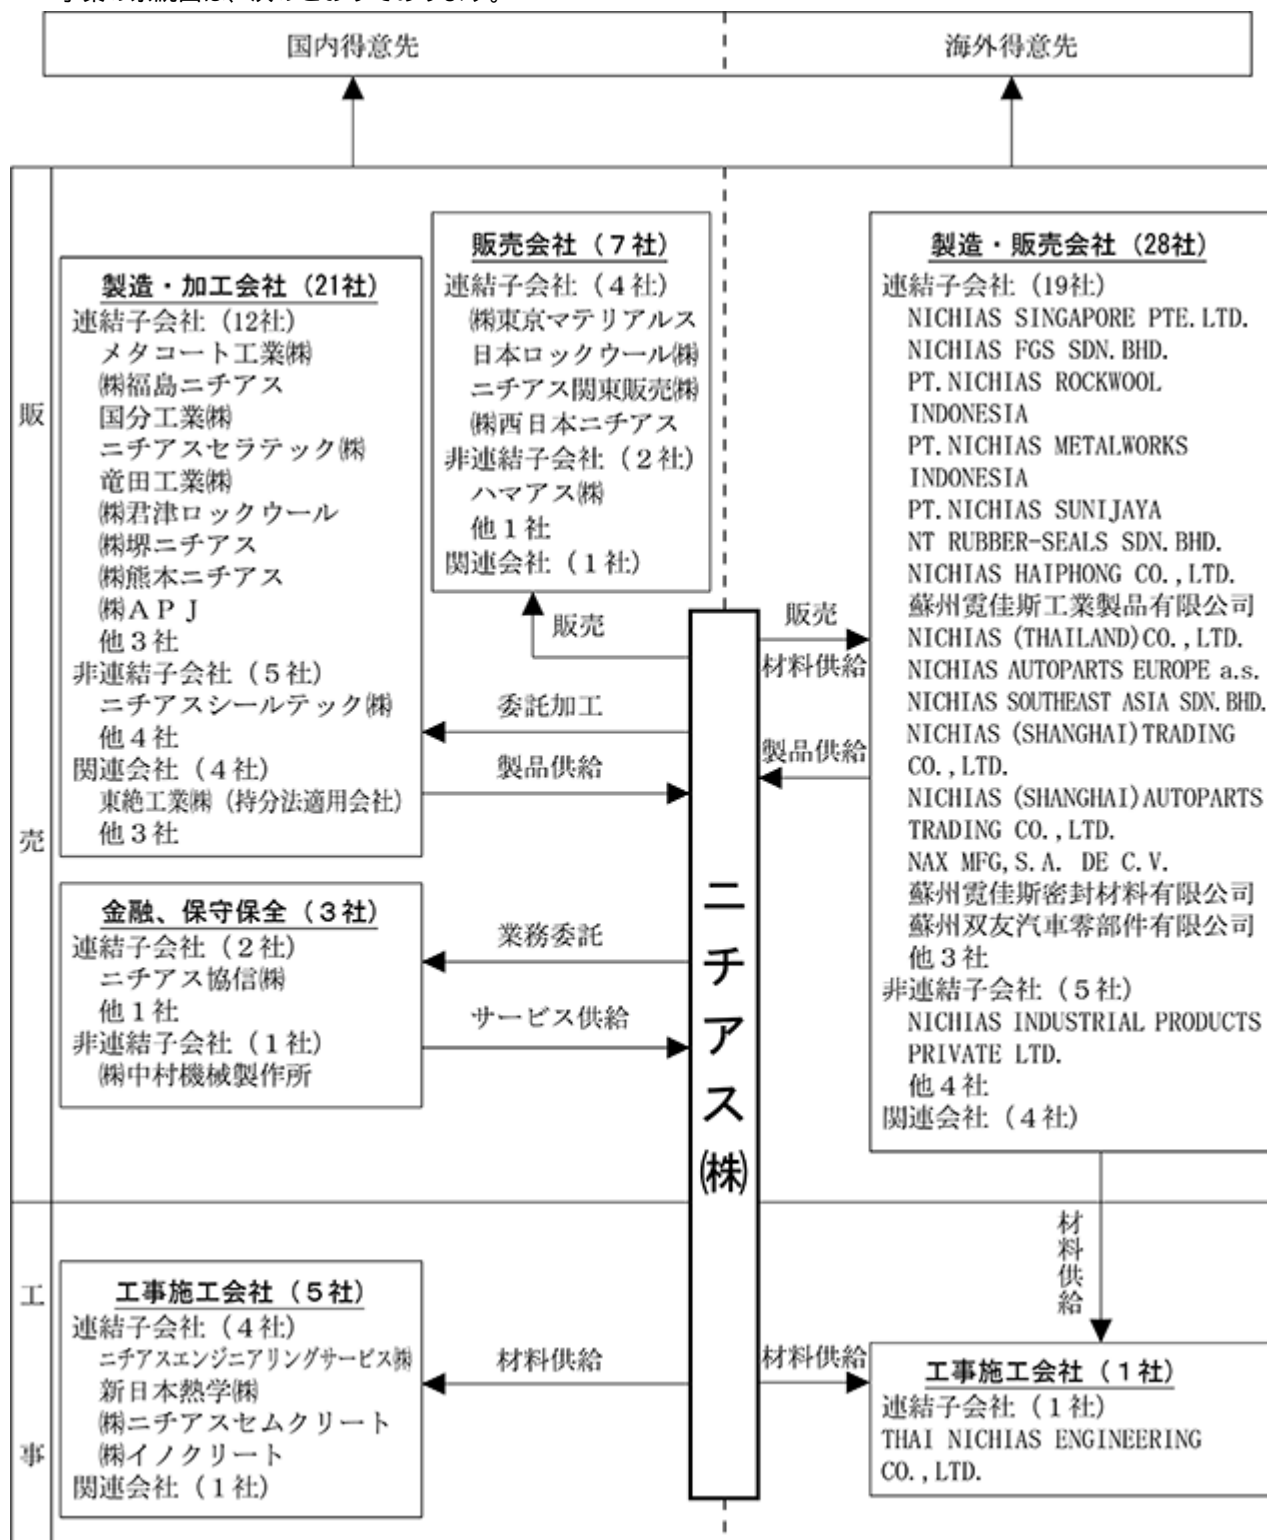 国内得意先
海外得意先
販
売
製造・加工会社（21社）
連結子会社（12社）
メタコート工業㈱
㈱福島ニチアス
国分工業㈱
ニチアスセラテック㈱
竜田工業㈱
㈱君津ロックウール
㈱堺ニチアス
㈱熊本ニチアス
㈱ＡＰＪ
他３社
非連結子会社（５社）
ニチアスシールテック㈱
他４社
関連会社（４社）
東絶工業㈱（持分法適用会社）
他３社
販売会社（７社）
連結子会社（４社）
㈱東京マテリアルス
日本ロックウール㈱
ニチアス関東販売㈱
㈱西日本ニチアス
非連結子会社（２社）
ハマアス㈱
他１社
関連会社（１社）
販売
委託加工
製品供給
金融、保守保全（３社）
連結子会社（２社）
ニチアス協信㈱
他１社
非連結子会社（１社）
㈱中村機械製作所
業務委託
サービス供給
ニチアス㈱
販売
材料供給
製品供給
製造・販売会社（28社）
連結子会社（19社）
NICHIAS SINGAPORE PTE.LTD.
NICHIAS FGS SDN.BHD.
PT.NICHIAS ROCKWOOL
INDONESIA
PT.NICHIAS METALWORKS
INDONESIA
PT.NICHIAS SUNIJAYA
NT RUBBER-SEALS SDN.BHD.
NICHIAS HAIPHONG CO.,LTD.
蘇州霓佳斯工業製品有限公司
NICHIAS (THAILAND)CO.,LTD.
NICHIAS AUTOPARTS EUROPE a.s.
NICHIAS SOUTHEAST ASIA SDN.BHD.
NICHIAS (SHANGHAI)TRADING
CO.,LTD.
NICHIAS (SHANGHAI)AUTOPARTS
TRADING CO.,LTD.
NAX MFG,S.A. DE C.V.
蘇州霓佳斯密封材料有限公司
蘇州双友汽車零部件有限公司
他３社
非連結子会社（５社）
NICHIAS INDUSTRIAL PRODUCTS
PRIVATE LTD.
他４社
関連会社（４社）
材料供給
工
事
工事施工会社（５社）
連結子会社（４社）
ニチアスエンジニアリングサービス㈱
新日本熱学㈱
㈱ニチアスセムクリート
㈱イノクリート
関連会社（１社）
材料供給
材料供給
工事施工会社（１社）
連結子会社（１社）
THAI NICHIAS ENGINEERING
CO.,LTD.